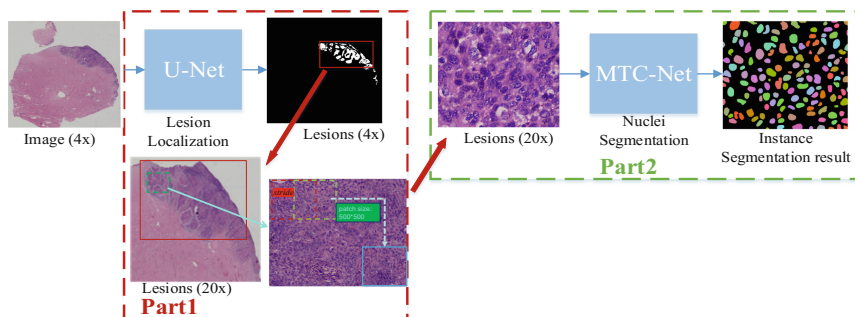 U-Net
MTC-Net
Image (4x)
Lesion
Localization
Lesions (4x)
Lesions (20x)
Nuclei
Segmentation
Instance
Segmentation result
Part2
stride
patch size:
500*500
Lesions (20x)
Part1